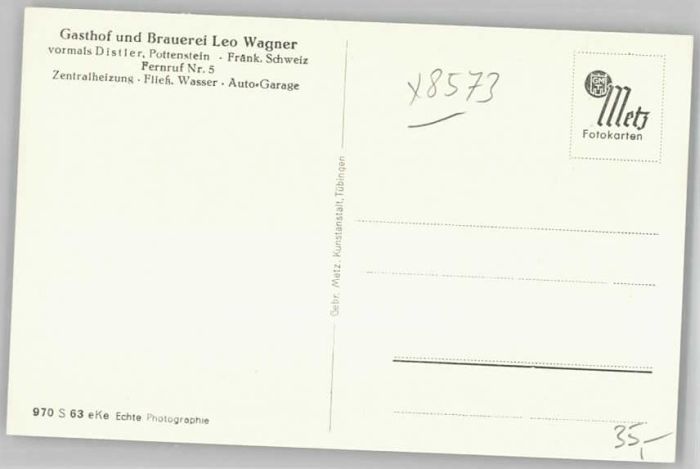 Gasthof und Brauerei Leo Wagner
vormals Distler, Pottenstein · Fränk. Schweiz
Fernruf Nr. 5
Zentralheizung · Fließ. Wasser · Auto-Garage
x8573
GMT
Metz
Fotokarten
Gebr. Metz, Kunstanstalt, Tübingen
970 S 63 eKe Echte Photographie
35,-